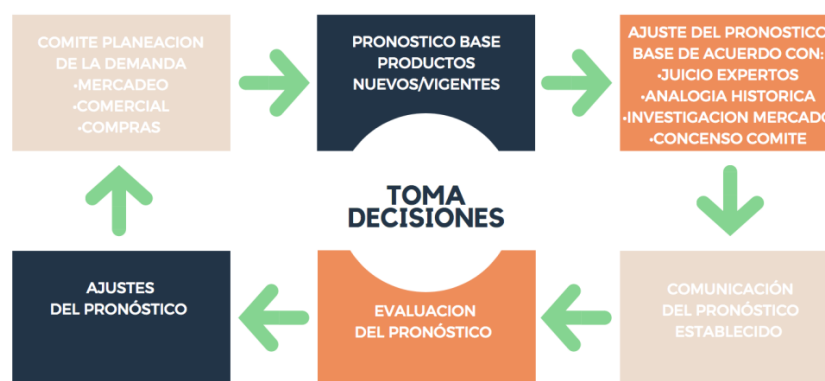 COMITE PLANEACION
DE LA DEMANDA
•MERCADEO
•COMERCIAL
•COMPRAS
PRONOSTICO BASE
PRODUCTOS
NUEVOS/VIGENTES
AJUSTE DEL PRONOSTICO
BASE DE ACUERDO CON:
•JUICIO EXPERTOS
•ANALOGIA HISTORICA
•INVESTIGACION MERCADO
•CONCENSO COMITE
TOMA
DECISIONES
AJUSTES
DEL PRONÓSTICO
EVALUACION
DEL PRONÓSTICO
COMUNICACIÓN
DEL PRONÓSTICO
ESTABLECIDO